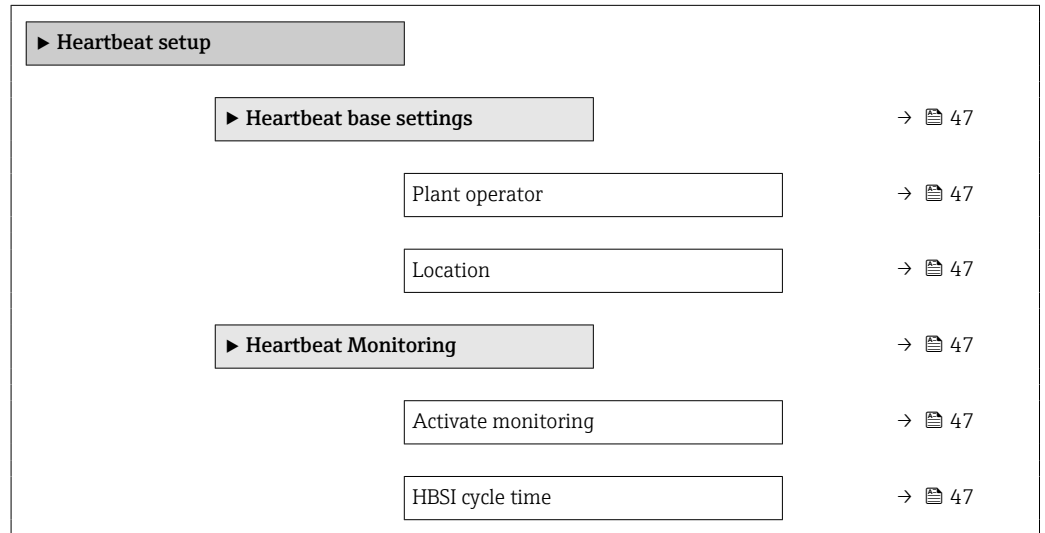 ▶ Heartbeat setup
▶ Heartbeat base settings → 47
Plant operator → 47
Location → 47
▶ Heartbeat Monitoring → 47
Activate monitoring → 47
HBSI cycle time → 47